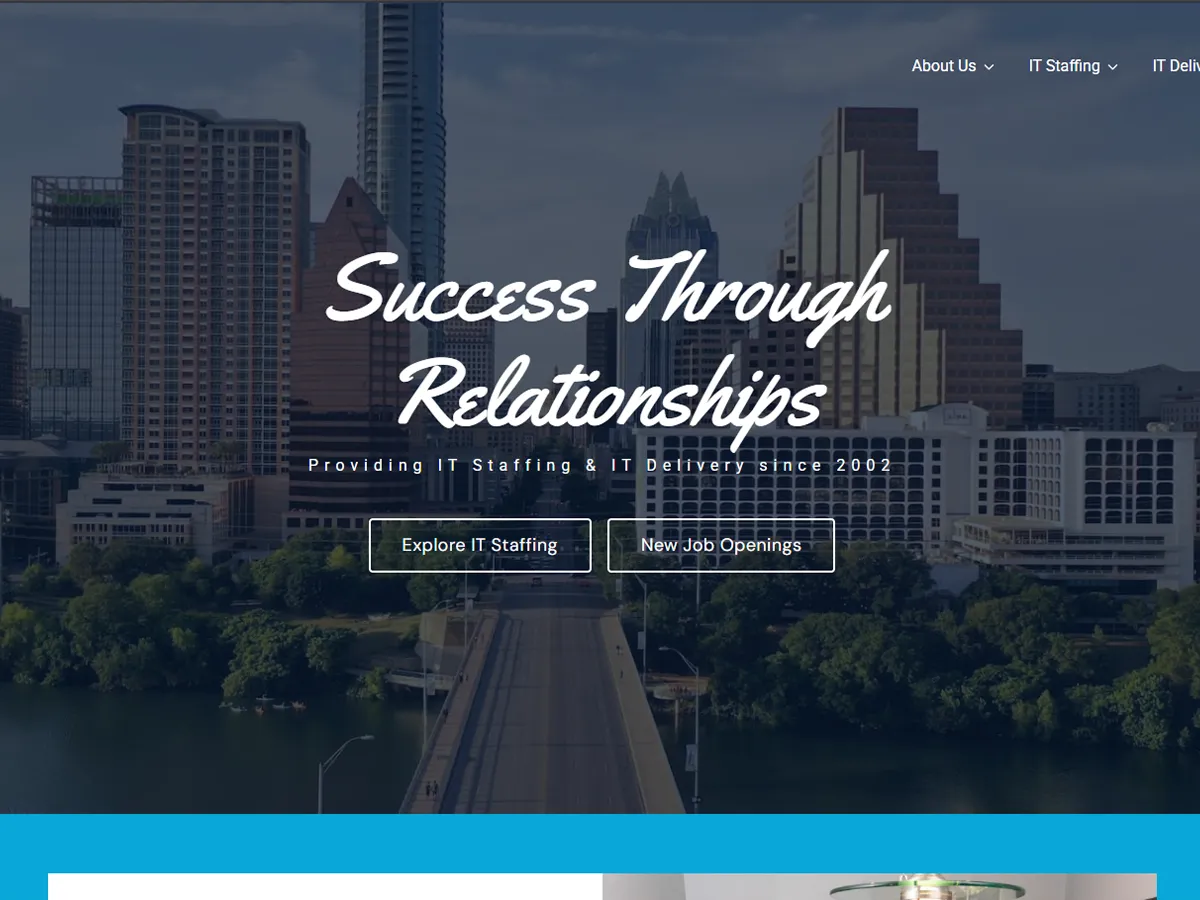 About Us
IT Staffing
IT Deliv
Success Through
Relationships
Providing IT Staffing & IT Delivery since 2002
Explore IT Staffing
New Job Openings